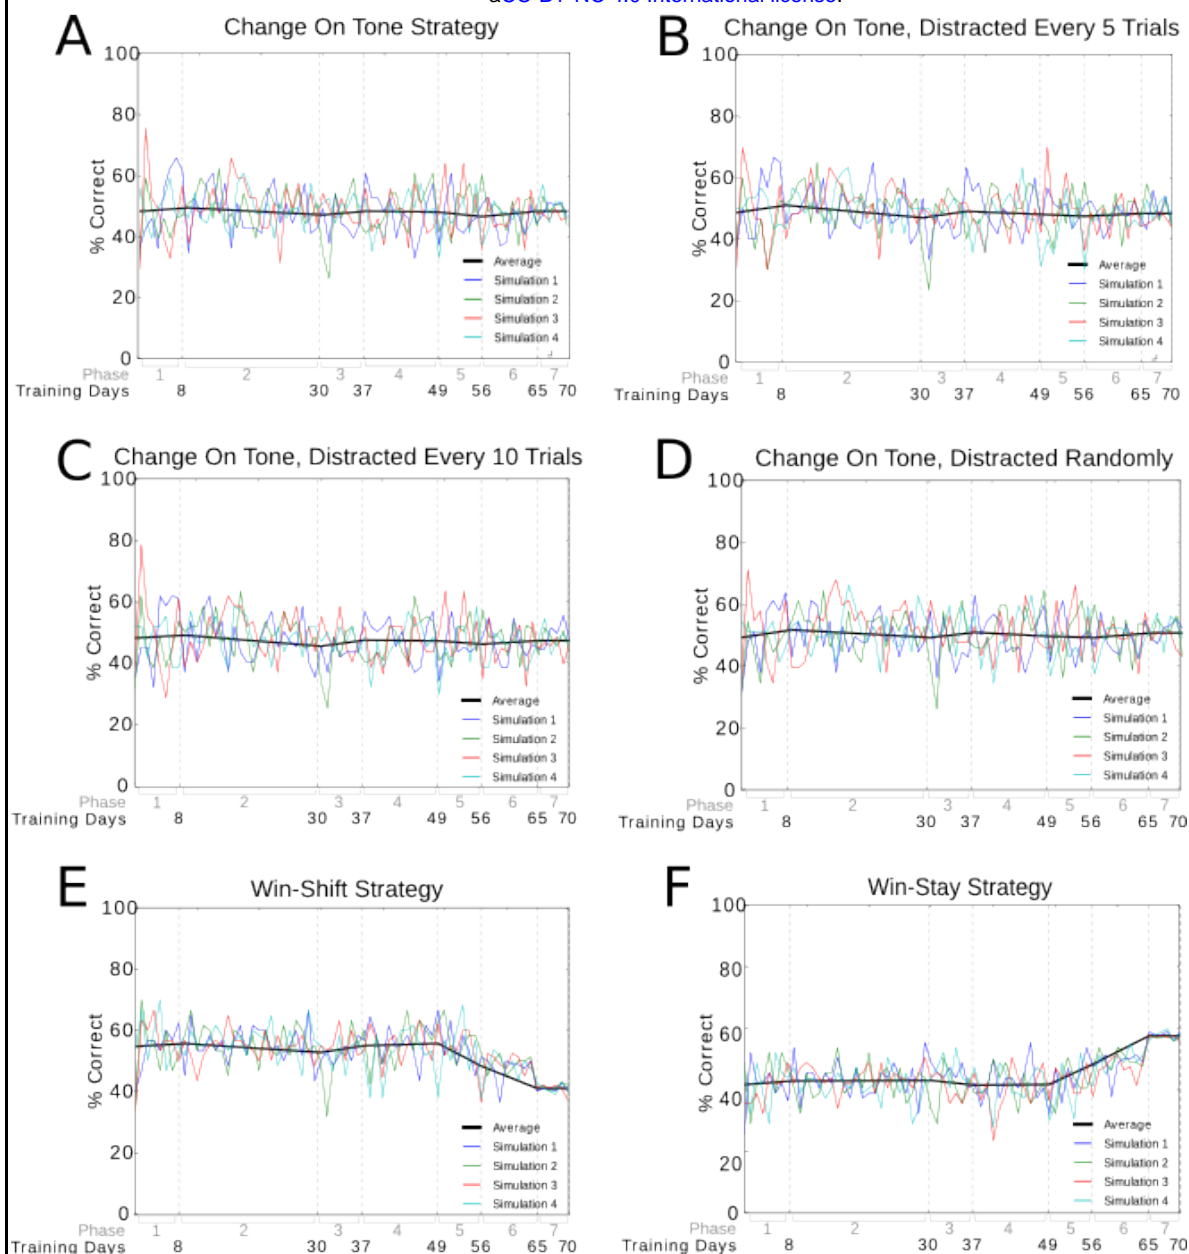 International license.
A
Change On Tone Strategy
100
80
60
40
20
0
% Correct
Average
Simulation 1
Simulation 2
Simulation 3
Simulation 4
Phase 1 2 3 4 5 6 7
Training Days 8 30 37 49 56 65 70
B
Change On Tone, Distracted Every 5 Trials
100
80
60
40
20
0
% Correct
Average
Simulation 1
Simulation 2
Simulation 3
Simulation 4
Phase 1 2 3 4 5 6 7
Training Days 8 30 37 49 56 65 70
C
Change On Tone, Distracted Every 10 Trials
100
80
60
40
20
0
% Correct
Average
Simulation 1
Simulation 2
Simulation 3
Simulation 4
Phase 1 2 3 4 5 6 7
Training Days 8 30 37 49 56 65 70
D
Change On Tone, Distracted Randomly
100
80
60
40
20
0
% Correct
Average
Simulation 1
Simulation 2
Simulation 3
Simulation 4
Phase 1 2 3 4 5 6 7
Training Days 8 30 37 49 56 65 70
E
Win-Shift Strategy
100
80
60
40
20
0
% Correct
Average
Simulation 1
Simulation 2
Simulation 3
Simulation 4
Phase 1 2 3 4 5 6 7
Training Days 8 30 37 49 56 65 70
F
Win-Stay Strategy
100
80
60
40
20
0
% Correct
Average
Simulation 1
Simulation 2
Simulation 3
Simulation 4
Phase 1 2 3 4 5 6 7
Training Days 8 30 37 49 56 65 70